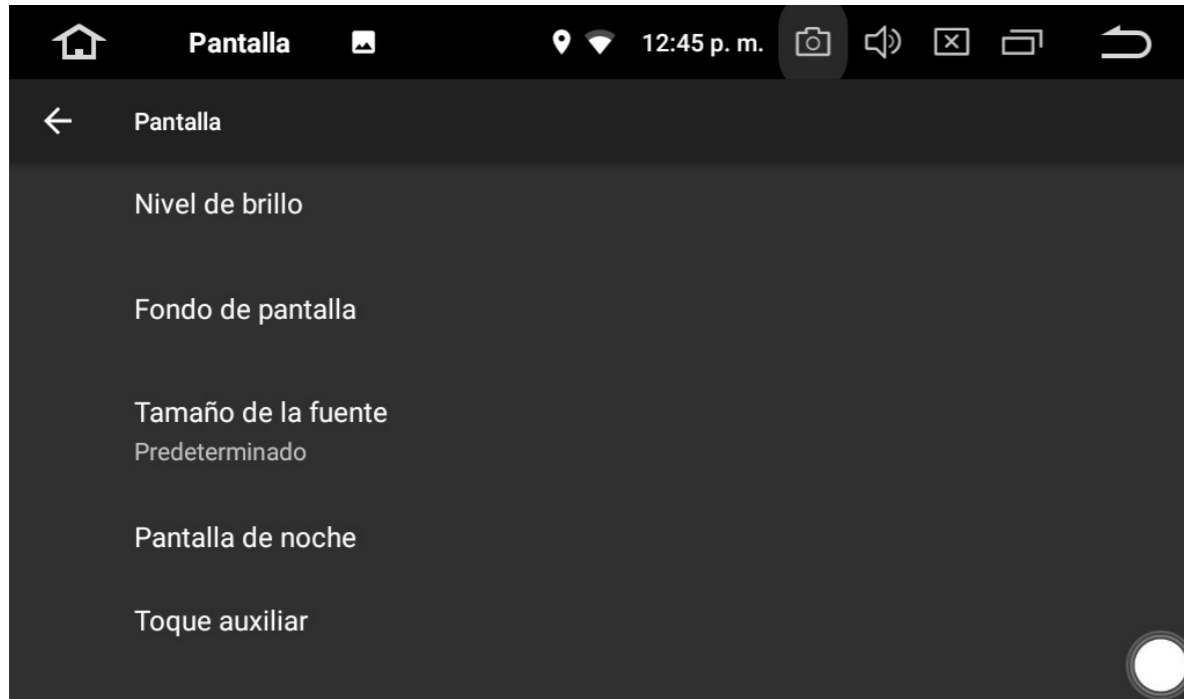 Pantalla
12:45 p. m.
Pantalla
Nivel de brillo
Fondo de pantalla
Tamaño de la fuente
Predeterminado
Pantalla de noche
Toque auxiliar